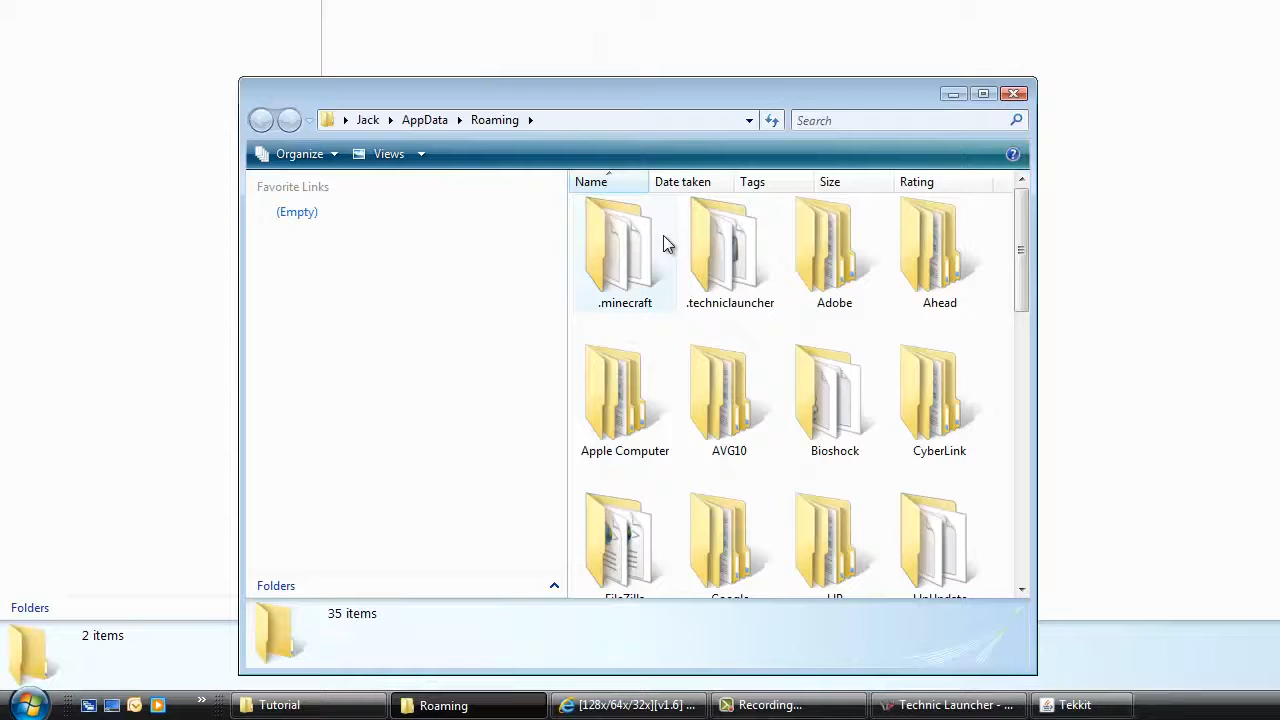 Jack AppData Roaming
Search
Organize Views
Favorite Links
(Empty)
Name Date taken Tags Size Rating
.minecraft .techniclauncher Adobe Ahead
Apple Computer AVG10 Bioshock CyberLink
FileZilla Google HP HpUpdate
Folders
35 items
Folders
2 items
Tutorial Roaming [128x/64x/32x][v1.6] ... Recording... Technic Launcher - ... Tekkit